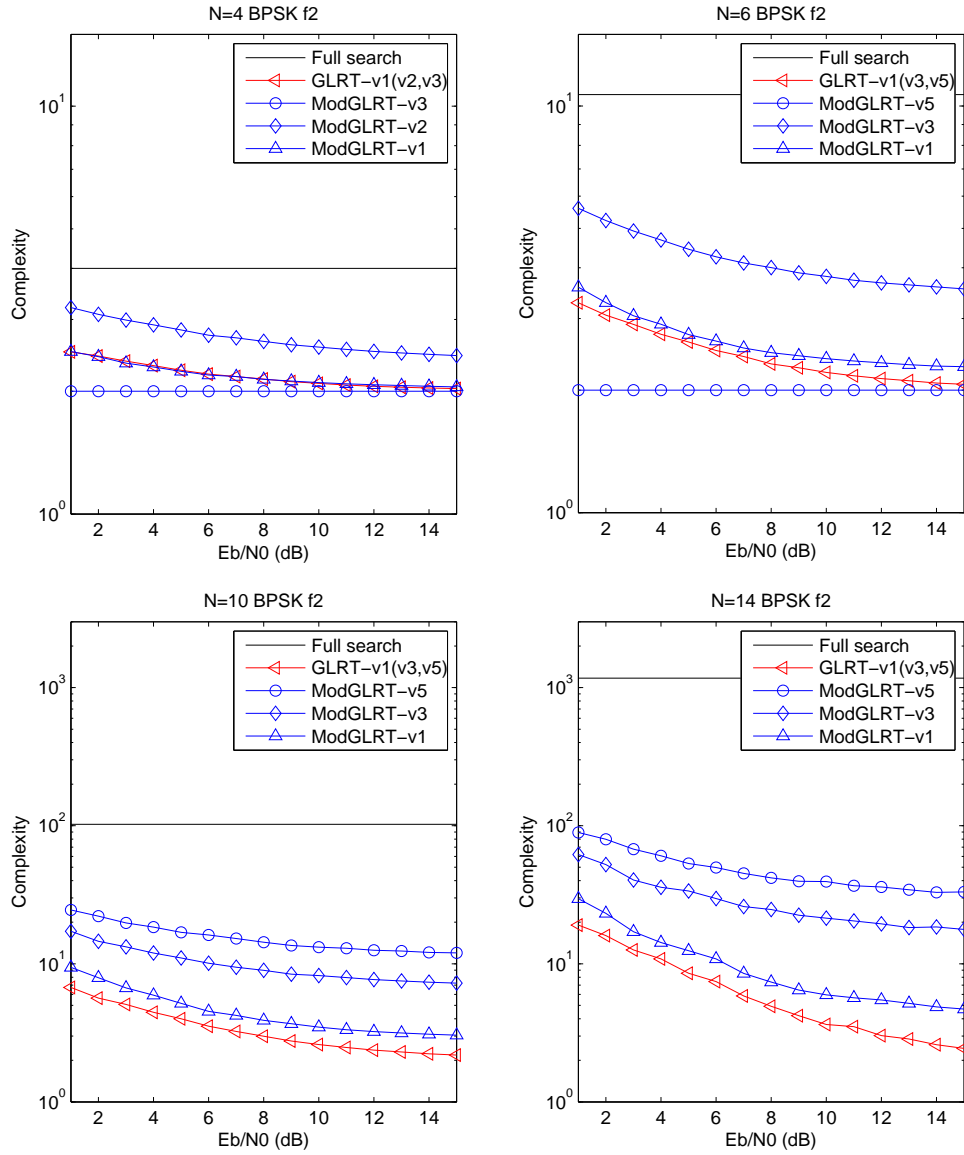 N=4 BPSK f2
Full search
GLRT−v1(v2,v3)
ModGLRT−v3
ModGLRT−v2
ModGLRT−v1
Complexity
10^1
10^0
2 4 6 8 10 12 14
Eb/N0 (dB)
N=6 BPSK f2
Full search
GLRT−v1(v3,v5)
ModGLRT−v5
ModGLRT−v3
ModGLRT−v1
Complexity
10^1
10^0
2 4 6 8 10 12 14
Eb/N0 (dB)
N=10 BPSK f2
Full search
GLRT−v1(v3,v5)
ModGLRT−v5
ModGLRT−v3
ModGLRT−v1
Complexity
10^3
10^2
10^1
10^0
2 4 6 8 10 12 14
Eb/N0 (dB)
N=14 BPSK f2
Full search
GLRT−v1(v3,v5)
ModGLRT−v5
ModGLRT−v3
ModGLRT−v1
Complexity
10^3
10^2
10^1
10^0
2 4 6 8 10 12 14
Eb/N0 (dB)